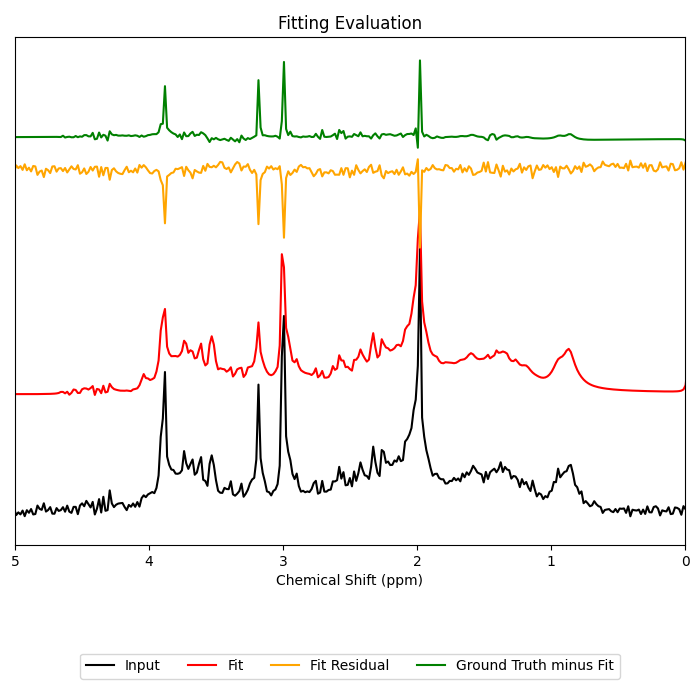 Fitting Evaluation
5 4 3 2 1 0
Chemical Shift (ppm)
Input Fit Fit Residual Ground Truth minus Fit